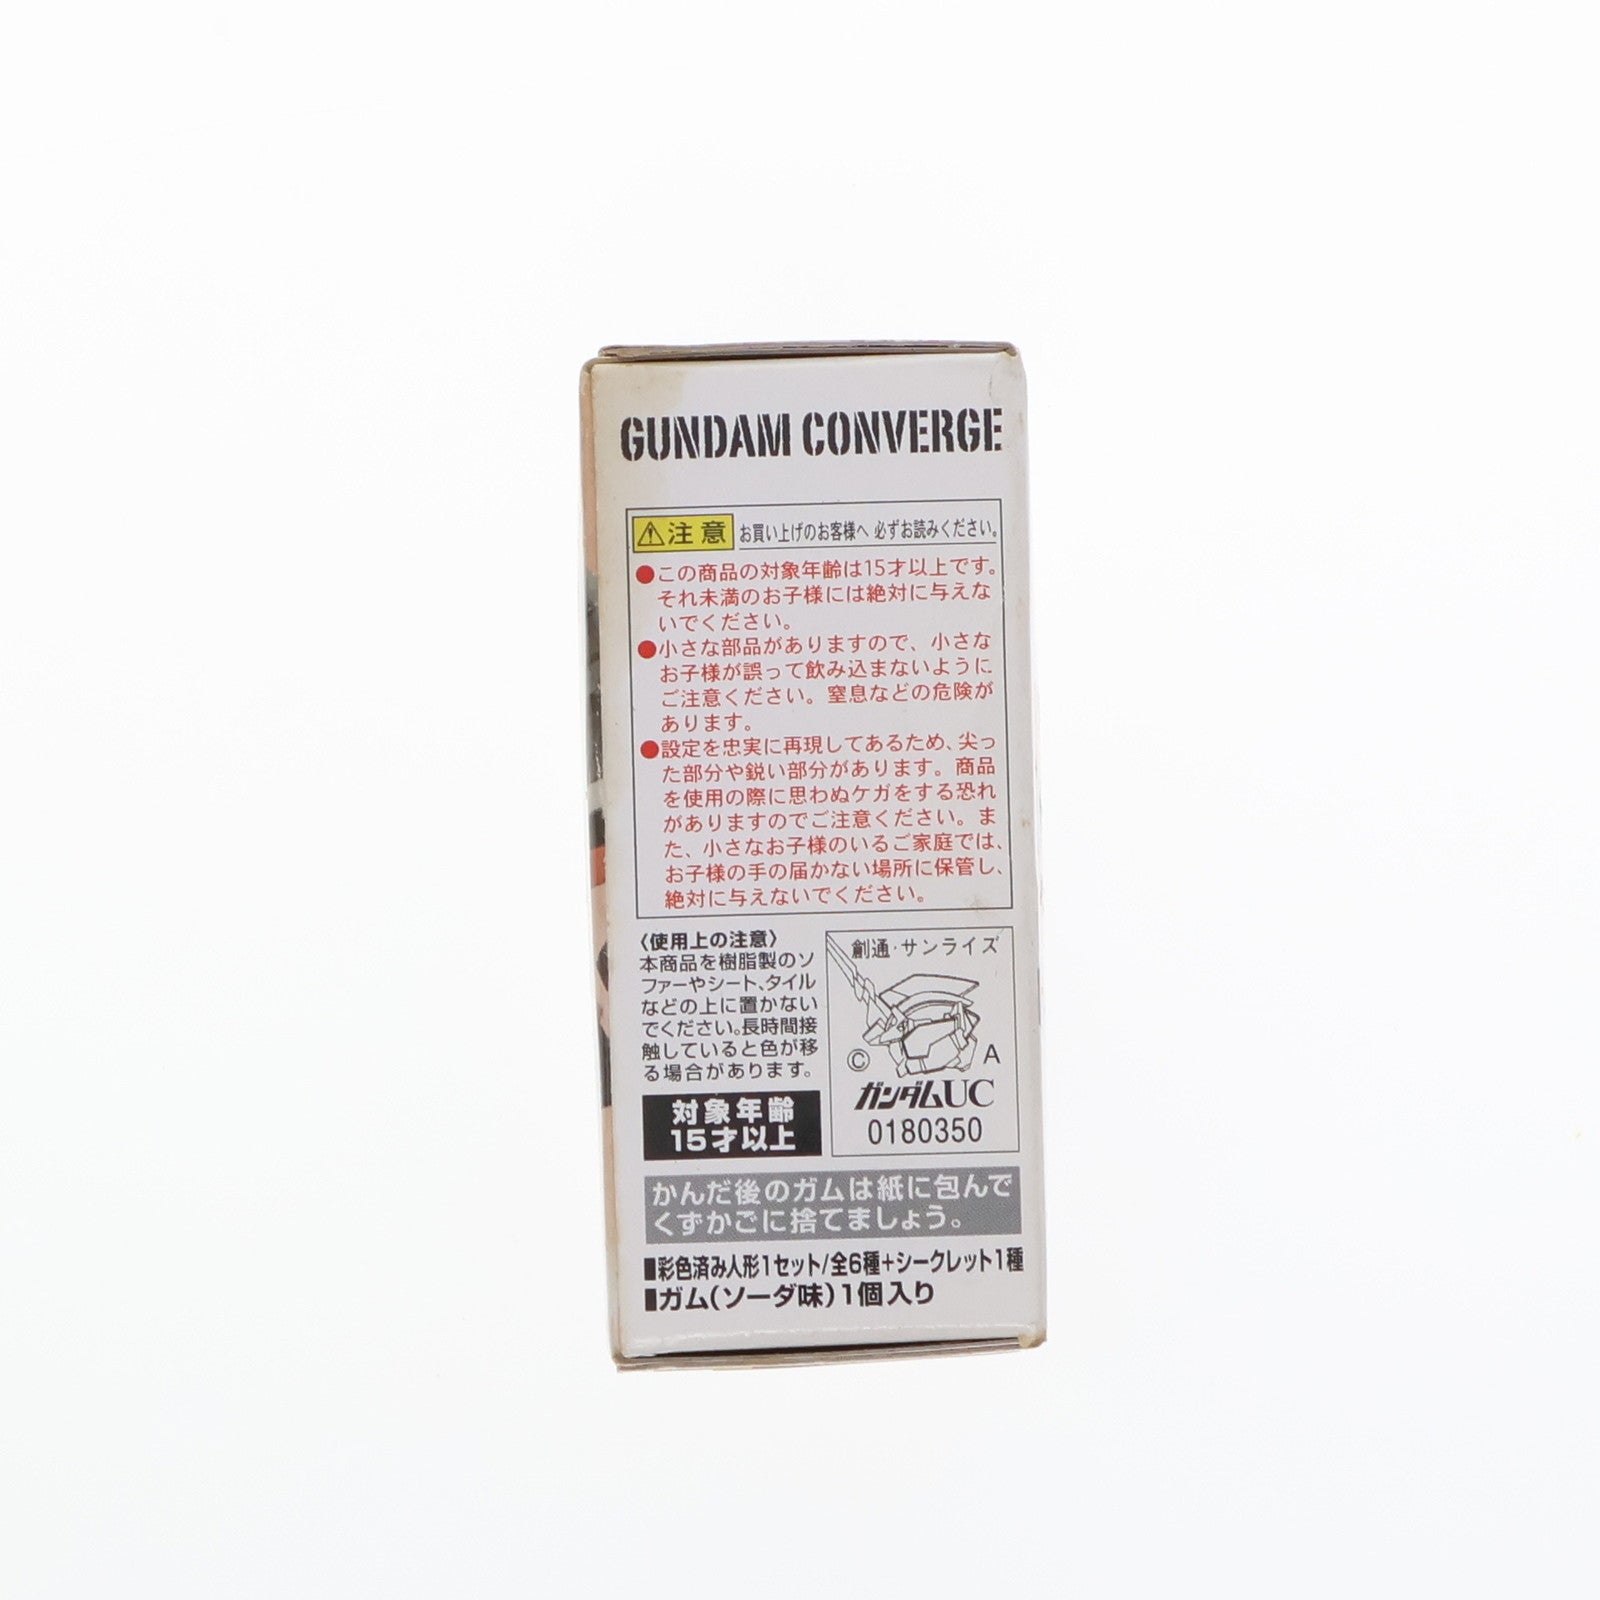 GUNDAM CONVERGE
⚠注意 お買い上げのお客様へ 必ずお読みください。
●この商品の対象年齢は15才以上です。
それ未満のお子様には絶対に与えな
いでください。
●小さな部品がありますので、小さな
お子様が誤って飲み込まないように
ご注意ください。窒息などの危険が
あります。
●設定を忠実に再現してあるため、尖っ
た部分や鋭い部分があります。商品
を使用の際に思わぬケガをする恐れ
がありますのでご注意ください。ま
た、小さなお子様のいるご家庭では、
お子様の手の届かない場所に保管し、
絶対に与えないでください。
〈使用上の注意〉
本商品を樹脂製のソ
ファーやシート、タイル
などの上に置かない
でください。長時間接
触していると色が移
る場合があります。
対象年齢
15才以上
創通・サンライズ
© A
ガンダムUC
0180350
かんだ後のガムは紙に包んで
くずかごに捨てましょう。
■彩色済み人形1セット/全6種+シークレット1種
■ガム(ソーダ味)1個入り